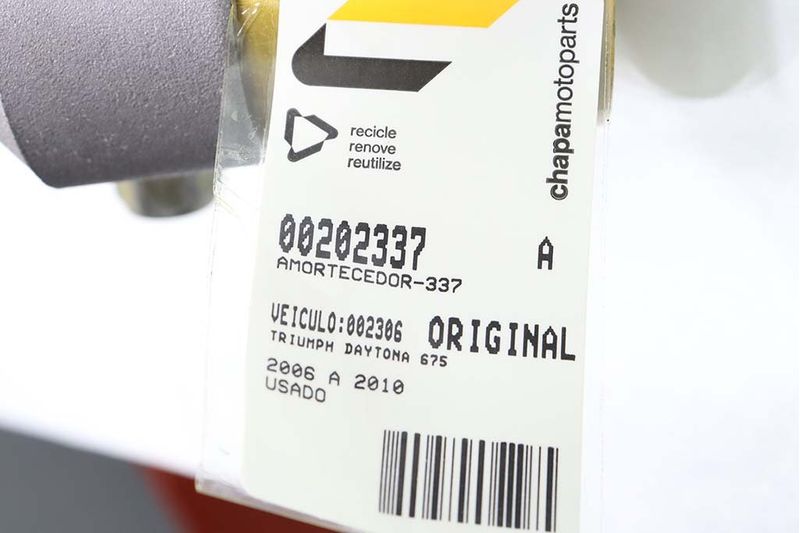 chapamotoparts
recicle
renove
reutilize
00202337 A
AMORTECEDOR-337
VEICULO:002306 ORIGINAL
TRIUMPH DAYTONA 675
2006 A 2010
USADO